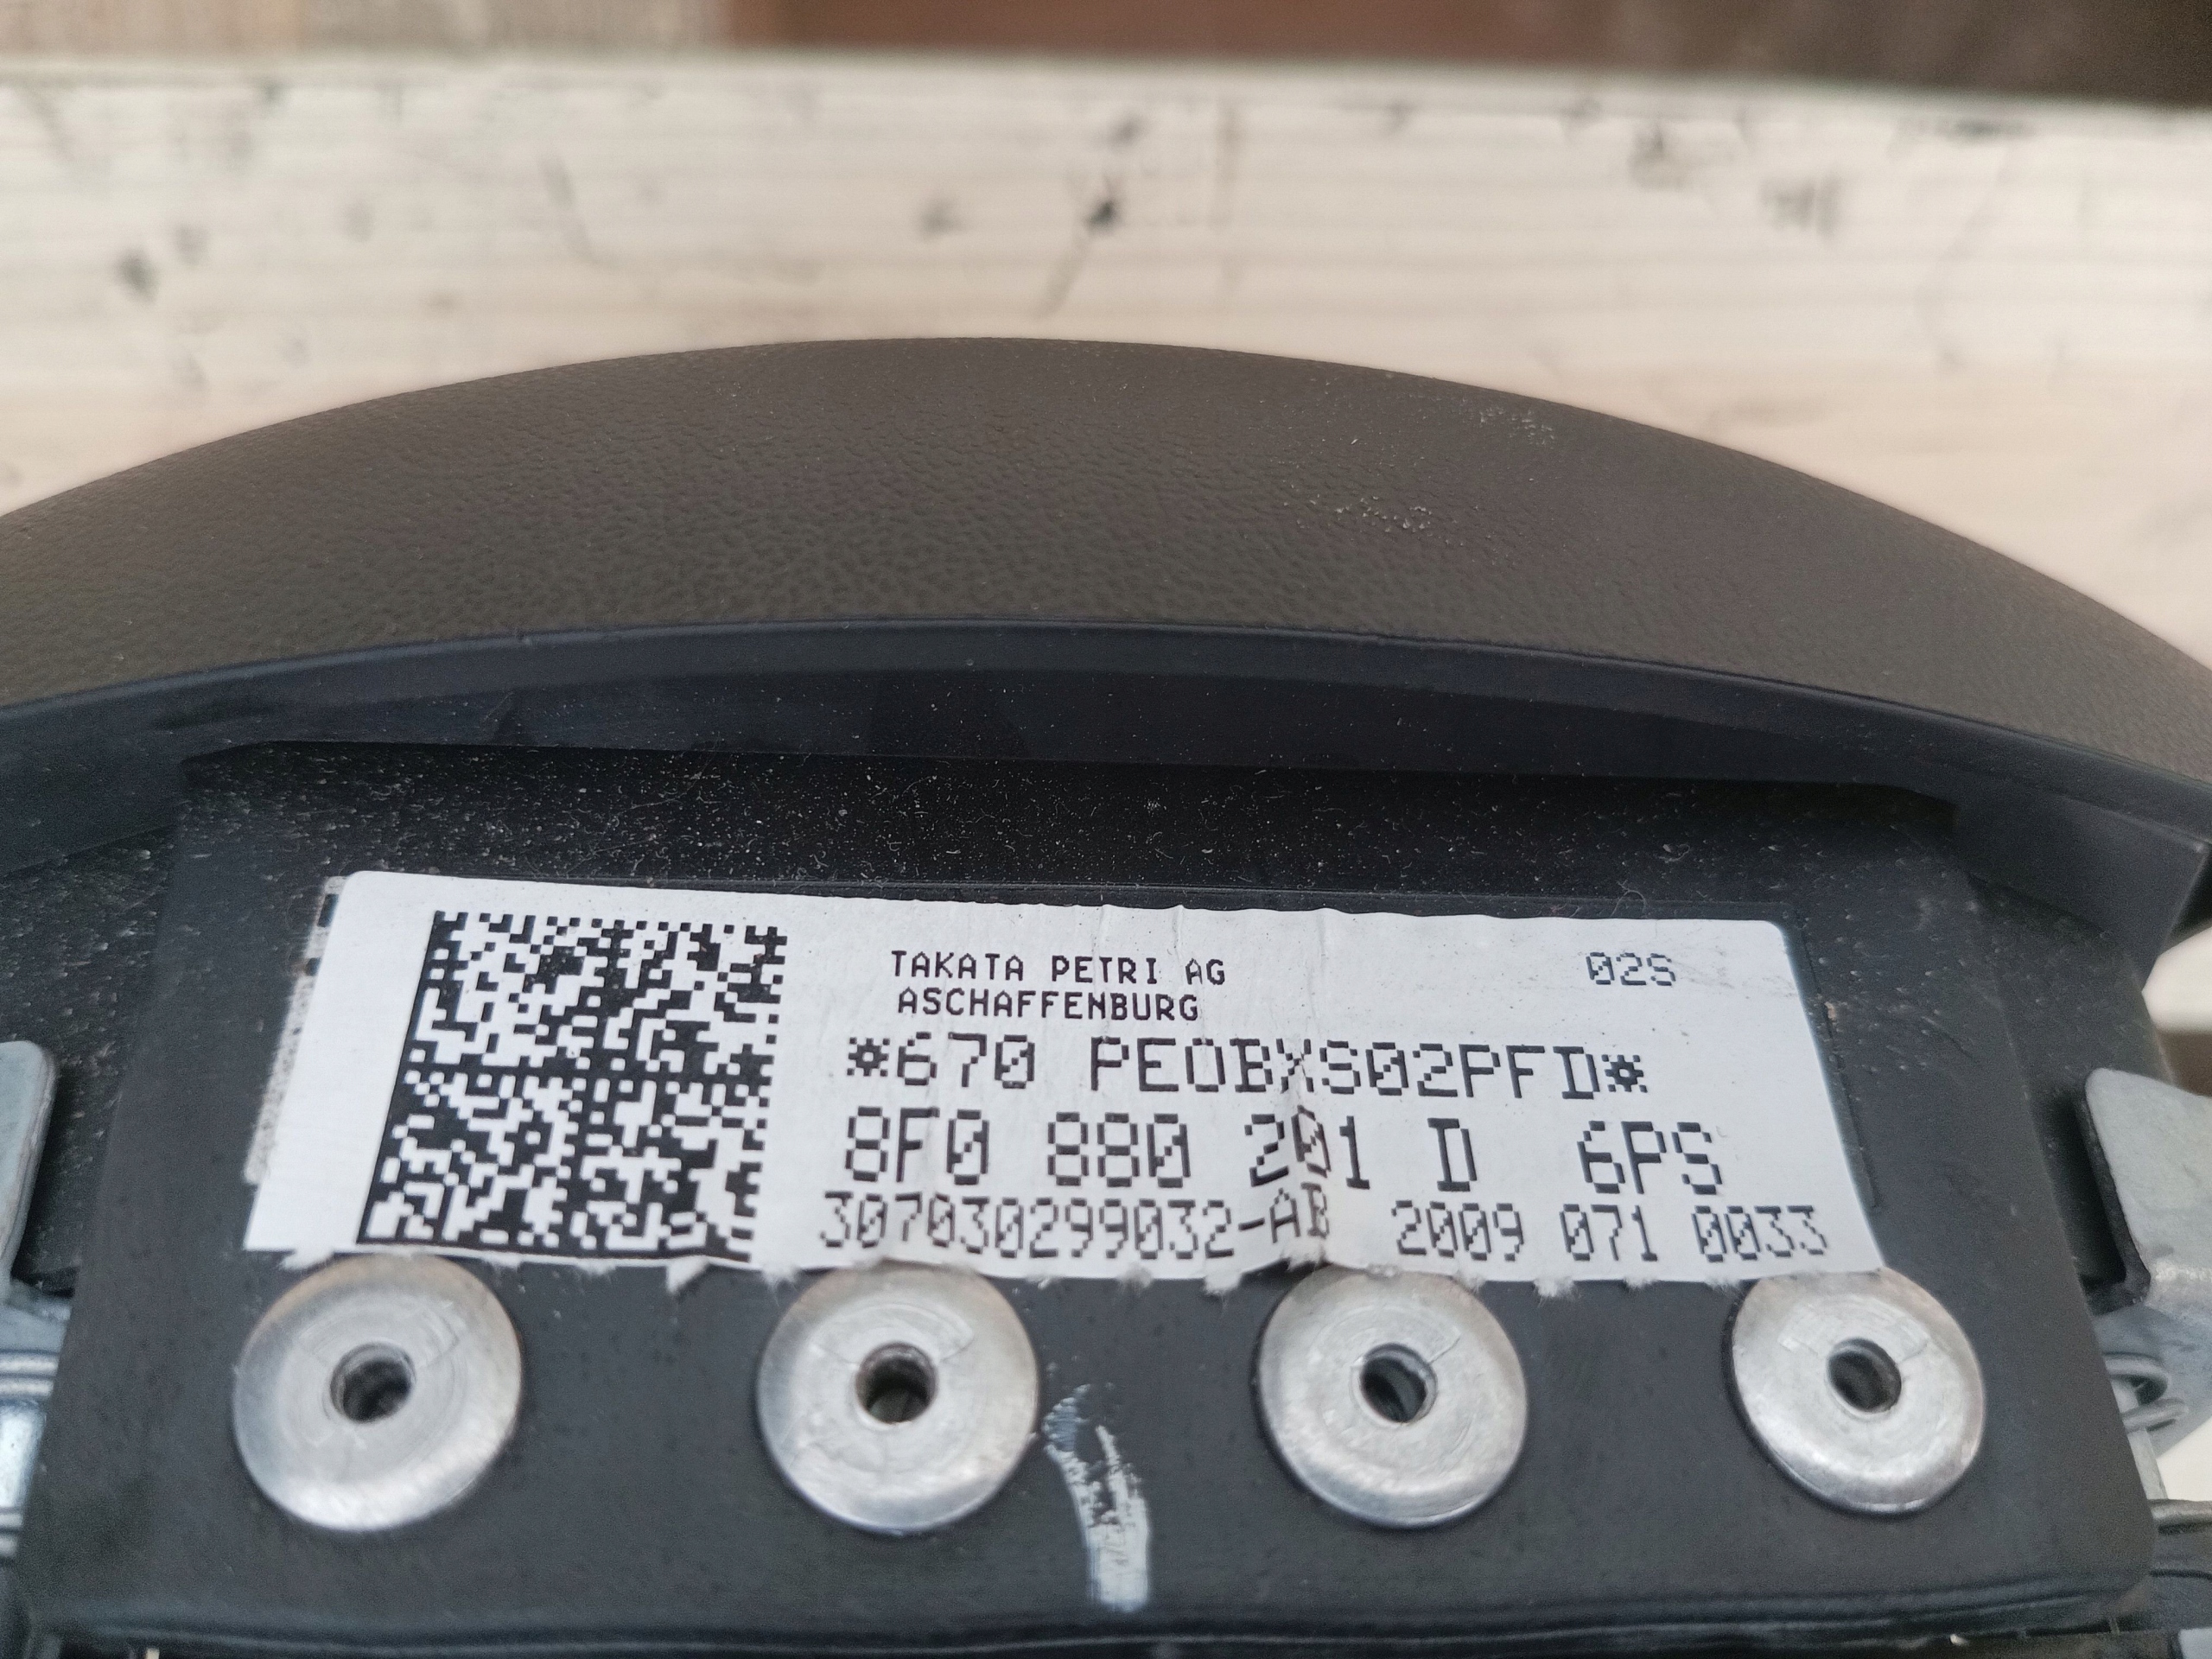 TAKATA PETRI AG 02S
ASCHAFFENBURG
*670 PE0BXS02PFD*
8F0 880 201 D 6PS
307030299032-AB 2009 071 0033